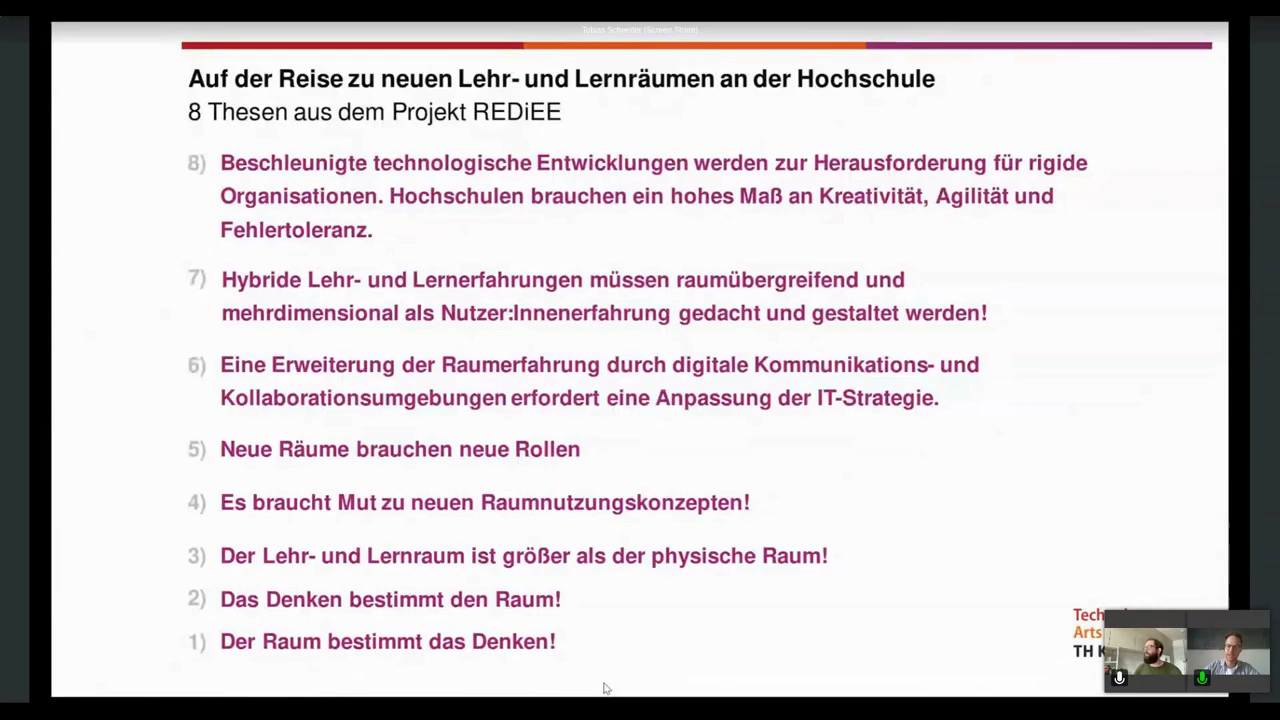 Auf der Reise zu neuen Lehr- und Lernräumen an der Hochschule
8 Thesen aus dem Projekt REDiEE
8) Beschleunigte technologische Entwicklungen werden zur Herausforderung für rigide
Organisationen. Hochschulen brauchen ein hohes Maß an Kreativität, Agilität und
Fehlertoleranz.
7) Hybride Lehr- und Lernerfahrungen müssen raumübergreifend und
mehrdimensional als Nutzer:Innenerfahrung gedacht und gestaltet werden!
6) Eine Erweiterung der Raumerfahrung durch digitale Kommunikations- und
Kollaborationsumgebungen erfordert eine Anpassung der IT-Strategie.
5) Neue Räume brauchen neue Rollen
4) Es braucht Mut zu neuen Raumnutzungskonzepten!
3) Der Lehr- und Lernraum ist größer als der physische Raum!
2) Das Denken bestimmt den Raum!
1) Der Raum bestimmt das Denken!
Arts
TH